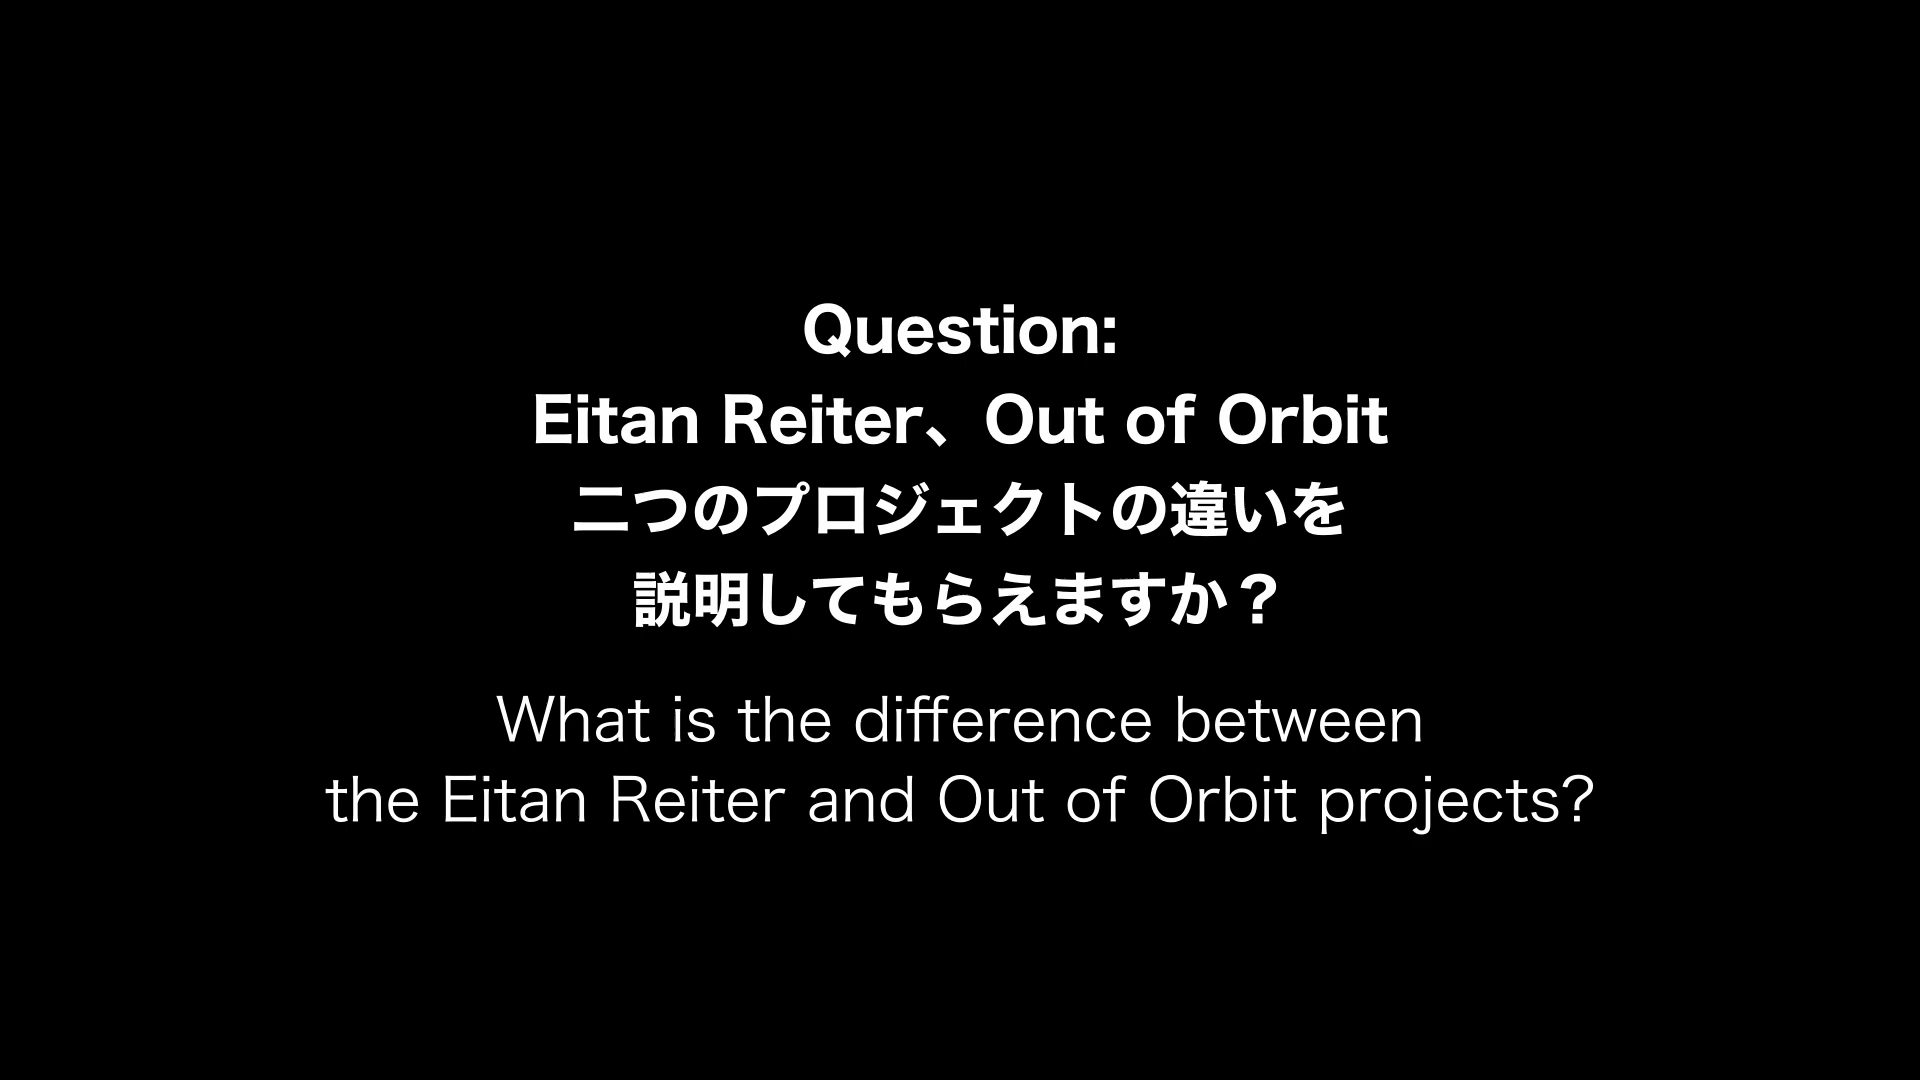 Question:
Eitan Reiter、Out of Orbit
二つのプロジェクトの違いを
説明してもらえますか？
What is the difference between
the Eitan Reiter and Out of Orbit projects?